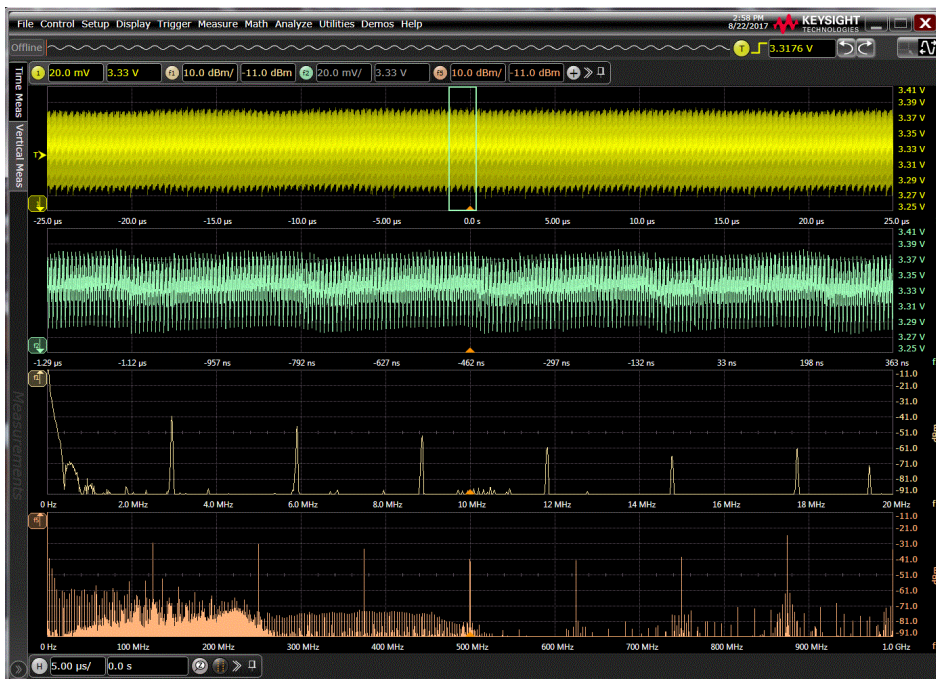 File Control Setup Display Trigger Measure Math Analyze Utilities Demos Help
2:58 PM
8/22/2017
KEYSIGHT
TECHNOLOGIES
Offline
T
3.3176 V
Time Meas
Vertical Meas
Measurements
1 20.0 mV 3.33 V f1 10.0 dBm/ -11.0 dBm f2 20.0 mV/ 3.33 V f5 10.0 dBm/ -11.0 dBm
3.41 V
3.39 V
3.37 V
3.35 V
3.33 V
3.31 V
3.29 V
3.27 V
3.25 V
T
-25.0 µs -20.0 µs -15.0 µs -10.0 µs -5.00 µs 0.0 s 5.00 µs 10.0 µs 15.0 µs 20.0 µs 25.0 µs
3.41 V
3.39 V
3.37 V
3.35 V
3.33 V
3.31 V
3.29 V
3.27 V
3.25 V
-1.29 µs -1.12 µs -957 ns -792 ns -627 ns -462 ns -297 ns -132 ns 33 ns 198 ns 363 ns
-11.0
-21.0
-31.0
-41.0
-51.0
-61.0
-71.0
-81.0
-91.0
dBm
0 Hz 2.0 MHz 4.0 MHz 6.0 MHz 8.0 MHz 10 MHz 12 MHz 14 MHz 16 MHz 18 MHz 20 MHz
-11.0
-21.0
-31.0
-41.0
-51.0
-61.0
-71.0
-81.0
-91.0
dBm
0 Hz 100 MHz 200 MHz 300 MHz 400 MHz 500 MHz 600 MHz 700 MHz 800 MHz 900 MHz 1.0 GHz
H 5.00 µs/ 0.0 s